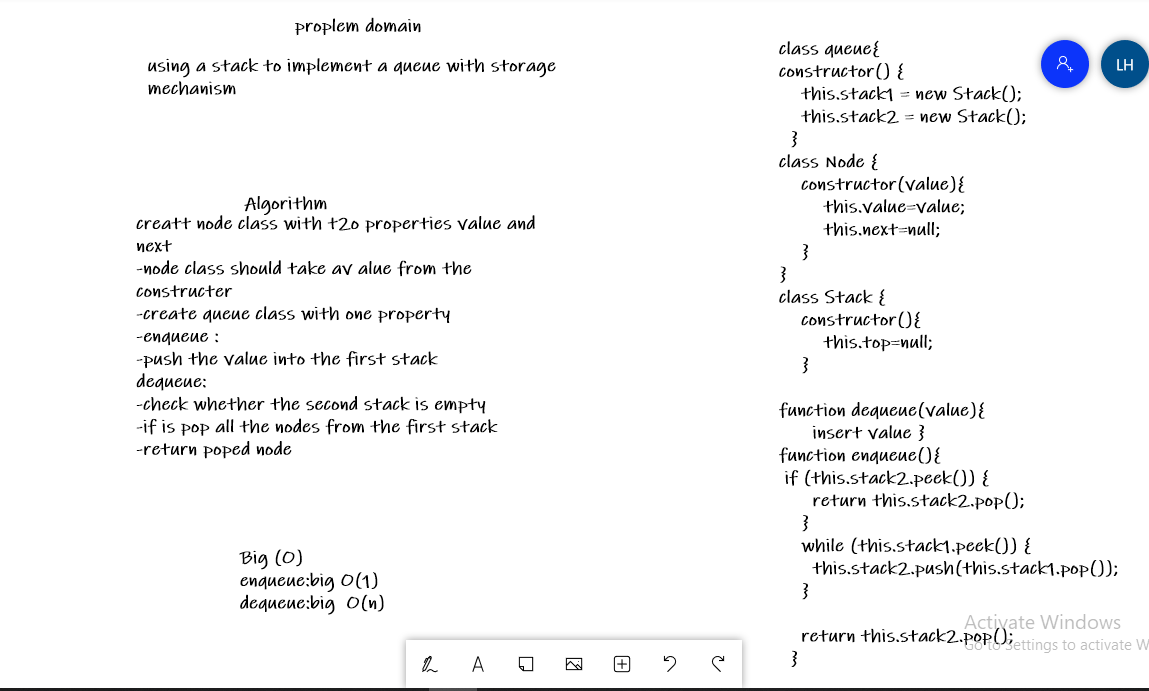 proplem domain
using a stack to implement a queue with storage
mechanism
Algorithm
creatt node class with t2o properties value and
next
-node class should take av alue from the
constructer
-create queue class with one property
-enqueue :
-push the value into the first stack
dequeue:
-check whether the second stack is empty
-if is pop all the nodes from the first stack
-return poped node
Big (O)
enqueue:big O(1)
dequeue:big  O(n)
class queue{
constructor() {
this.stack1 = new Stack();
this.stack2 = new Stack();
}
class Node {
constructor(value){
this.value=value;
this.next=null;
}
}
class Stack {
constructor(){
this.top=null;
}
function dequeue(value){
insert value }
function enqueue(){
if (this.stack2.peek()) {
return this.stack2.pop();
}
while (this.stack1.peek()) {
this.stack2.push(this.stack1.pop());
}
return this.stack2.pop();
}
LH
A
Activate Windows
Go to Settings to activate W